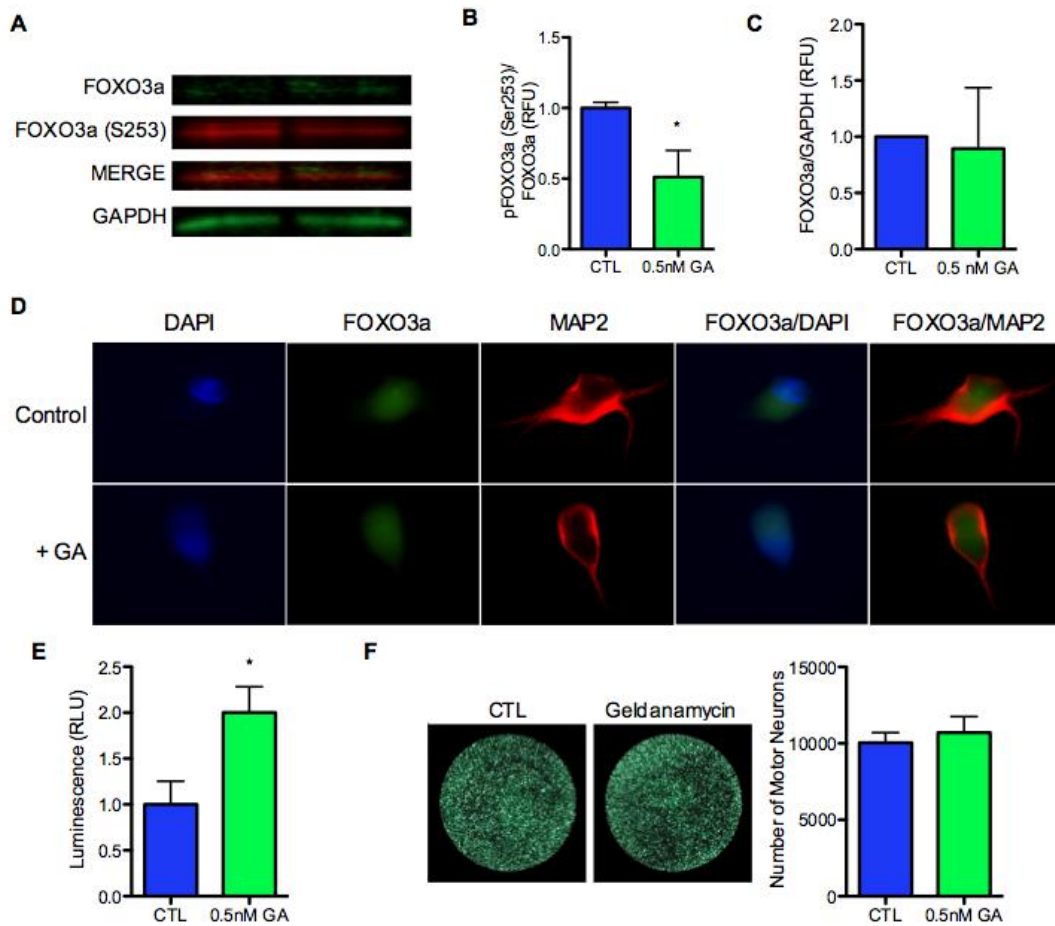 A
FOXO3a
FOXO3a (S253)
MERGE
GAPDH
B
pFOXO3a (Ser253)/
FOXO3a (RFU)
1.5
1.0
0.5
0.0
*
CTL
0.5nM GA
C
FOXO3a/GAPDH (RFU)
2.0
1.5
1.0
0.5
0.0
CTL
0.5 nM GA
D
DAPI
FOXO3a
MAP2
FOXO3a/DAPI
FOXO3a/MAP2
Control
+ GA
E
Luminescence (RLU)
2.5
2.0
1.5
1.0
0.5
0.0
*
CTL
0.5nM GA
F
CTL
Geldanamycin
Number of Motor Neurons
15000
10000
5000
0
CTL
0.5nM GA